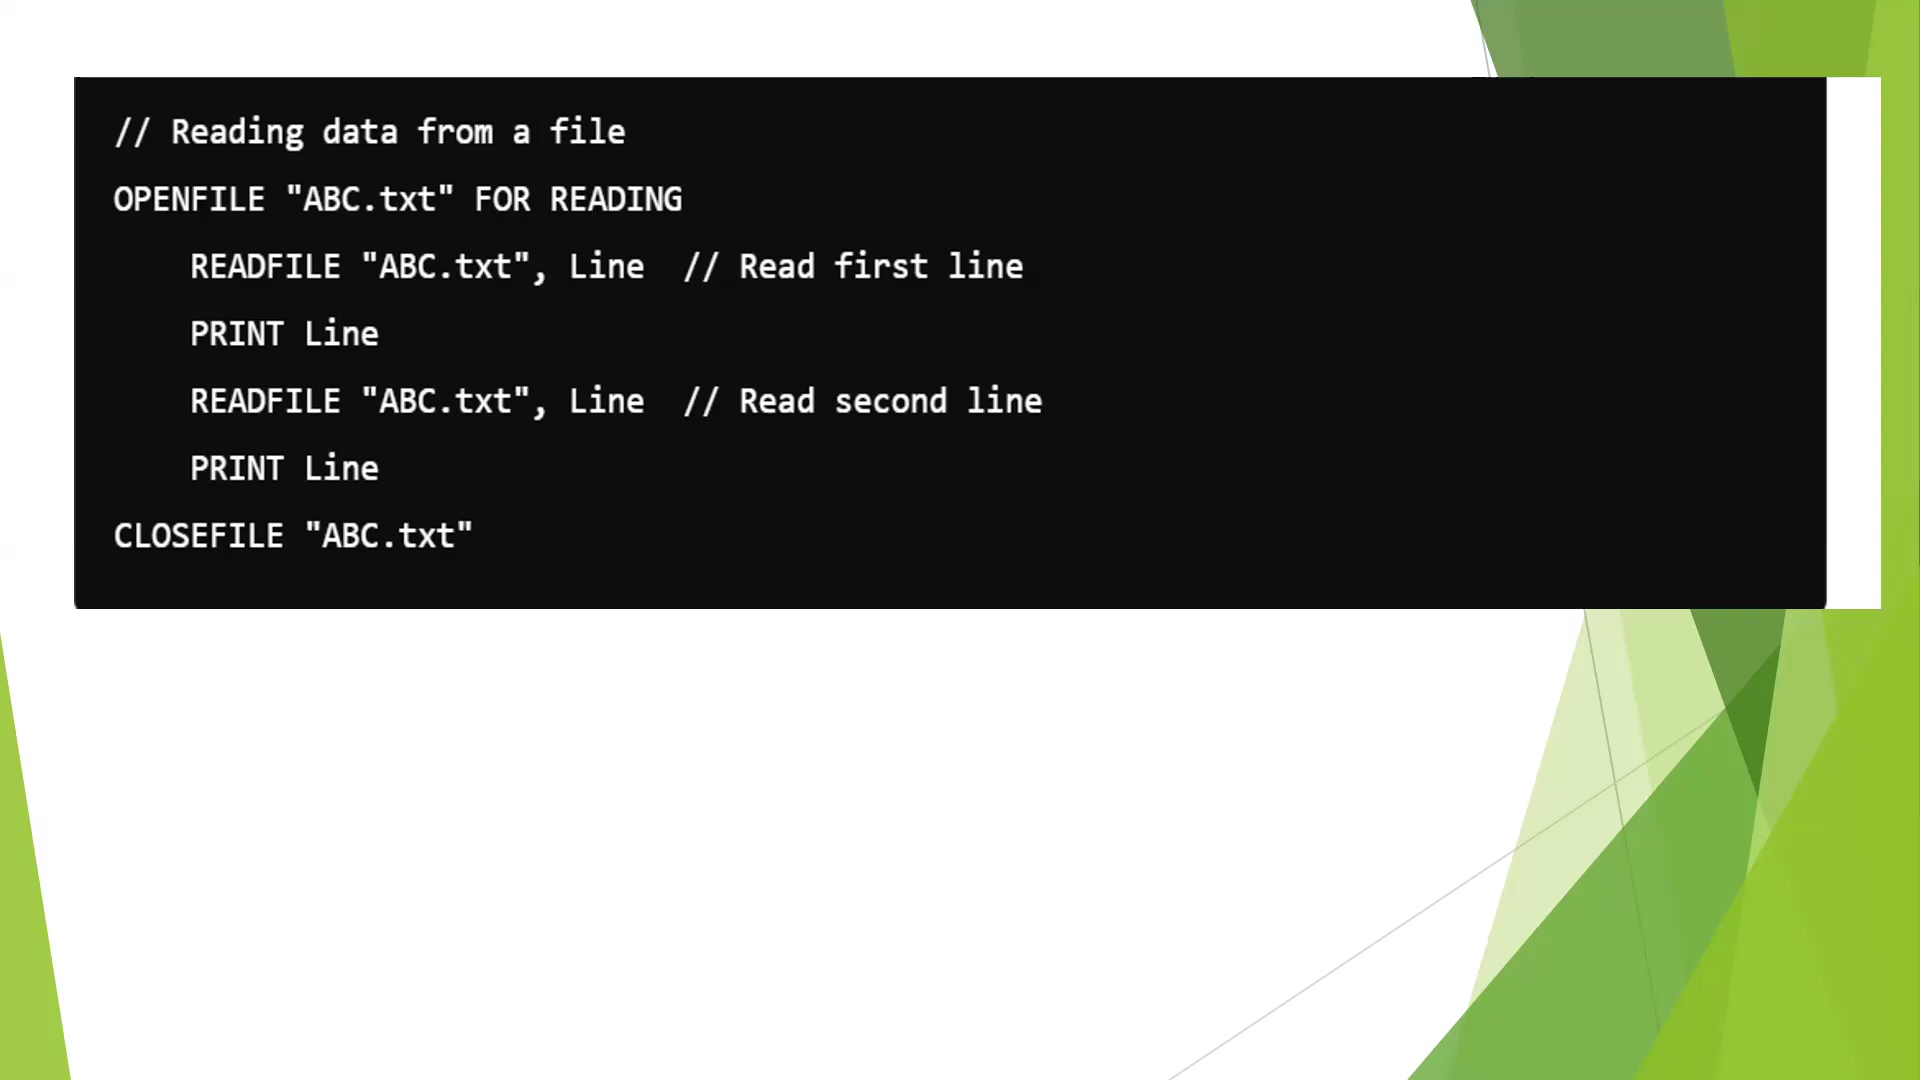 // Reading data from a file
OPENFILE "ABC.txt" FOR READING
    READFILE "ABC.txt", Line  // Read first line
    PRINT Line
    READFILE "ABC.txt", Line  // Read second line
    PRINT Line
CLOSEFILE "ABC.txt"